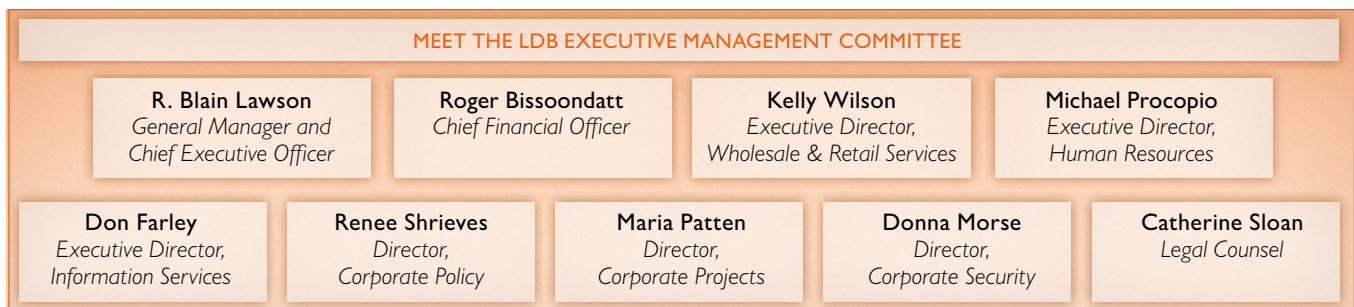 MEET THE LDB EXECUTIVE MANAGEMENT COMMITTEE
R. Blain Lawson
General Manager and
Chief Executive Officer
Roger Bissoondatt
Chief Financial Officer
Kelly Wilson
Executive Director,
Wholesale & Retail Services
Michael Procopio
Executive Director,
Human Resources
Don Farley
Executive Director,
Information Services
Renee Shrieves
Director,
Corporate Policy
Maria Patten
Director,
Corporate Projects
Donna Morse
Director,
Corporate Security
Catherine Sloan
Legal Counsel